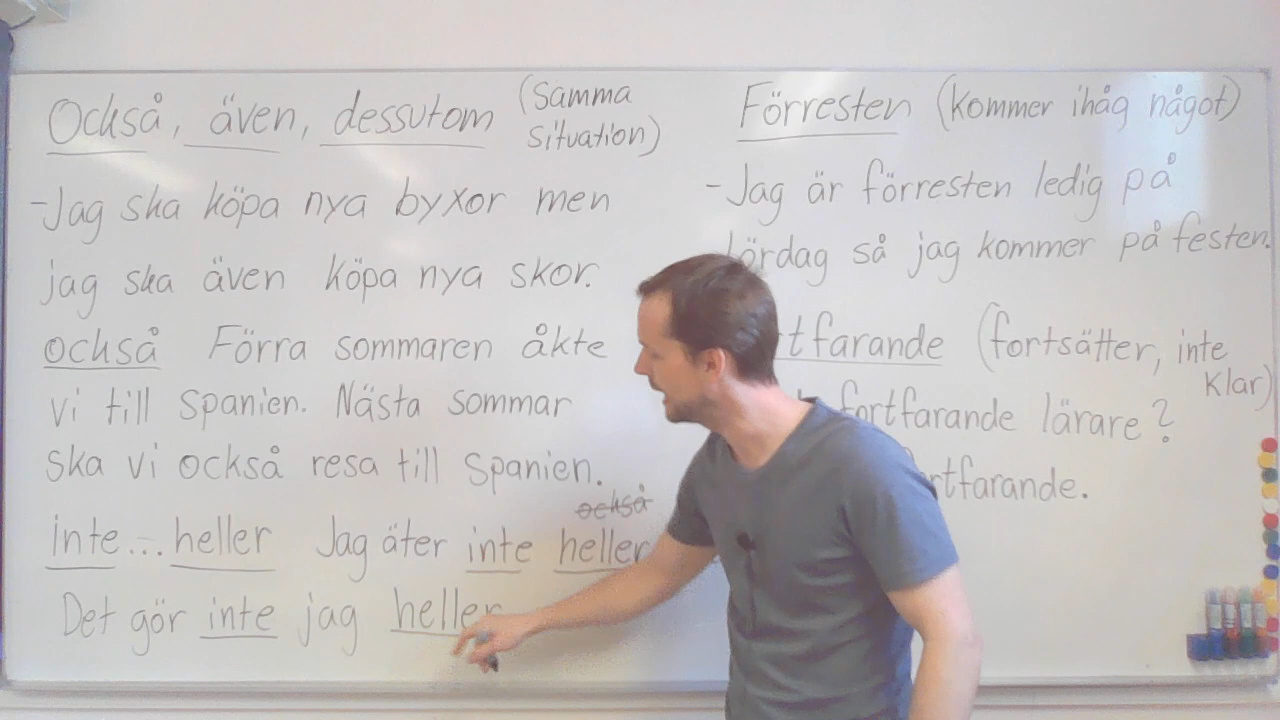 Också, även, dessutom (samma
situation)
-Jag ska köpa nya byxor men
jag ska även köpa nya skor.
också Förra sommaren åkte
vi till Spanien. Nästa sommar
ska vi också resa till Spanien.
också
inte... heller Jag äter inte heller
Det gör inte jag heller
Förresten (kommer ihåg något)
-Jag är förresten ledig på
lördag så jag kommer på festen.
tfarande (fortsätter, inte
klar)
fortfarande lärare?
rtfarande.